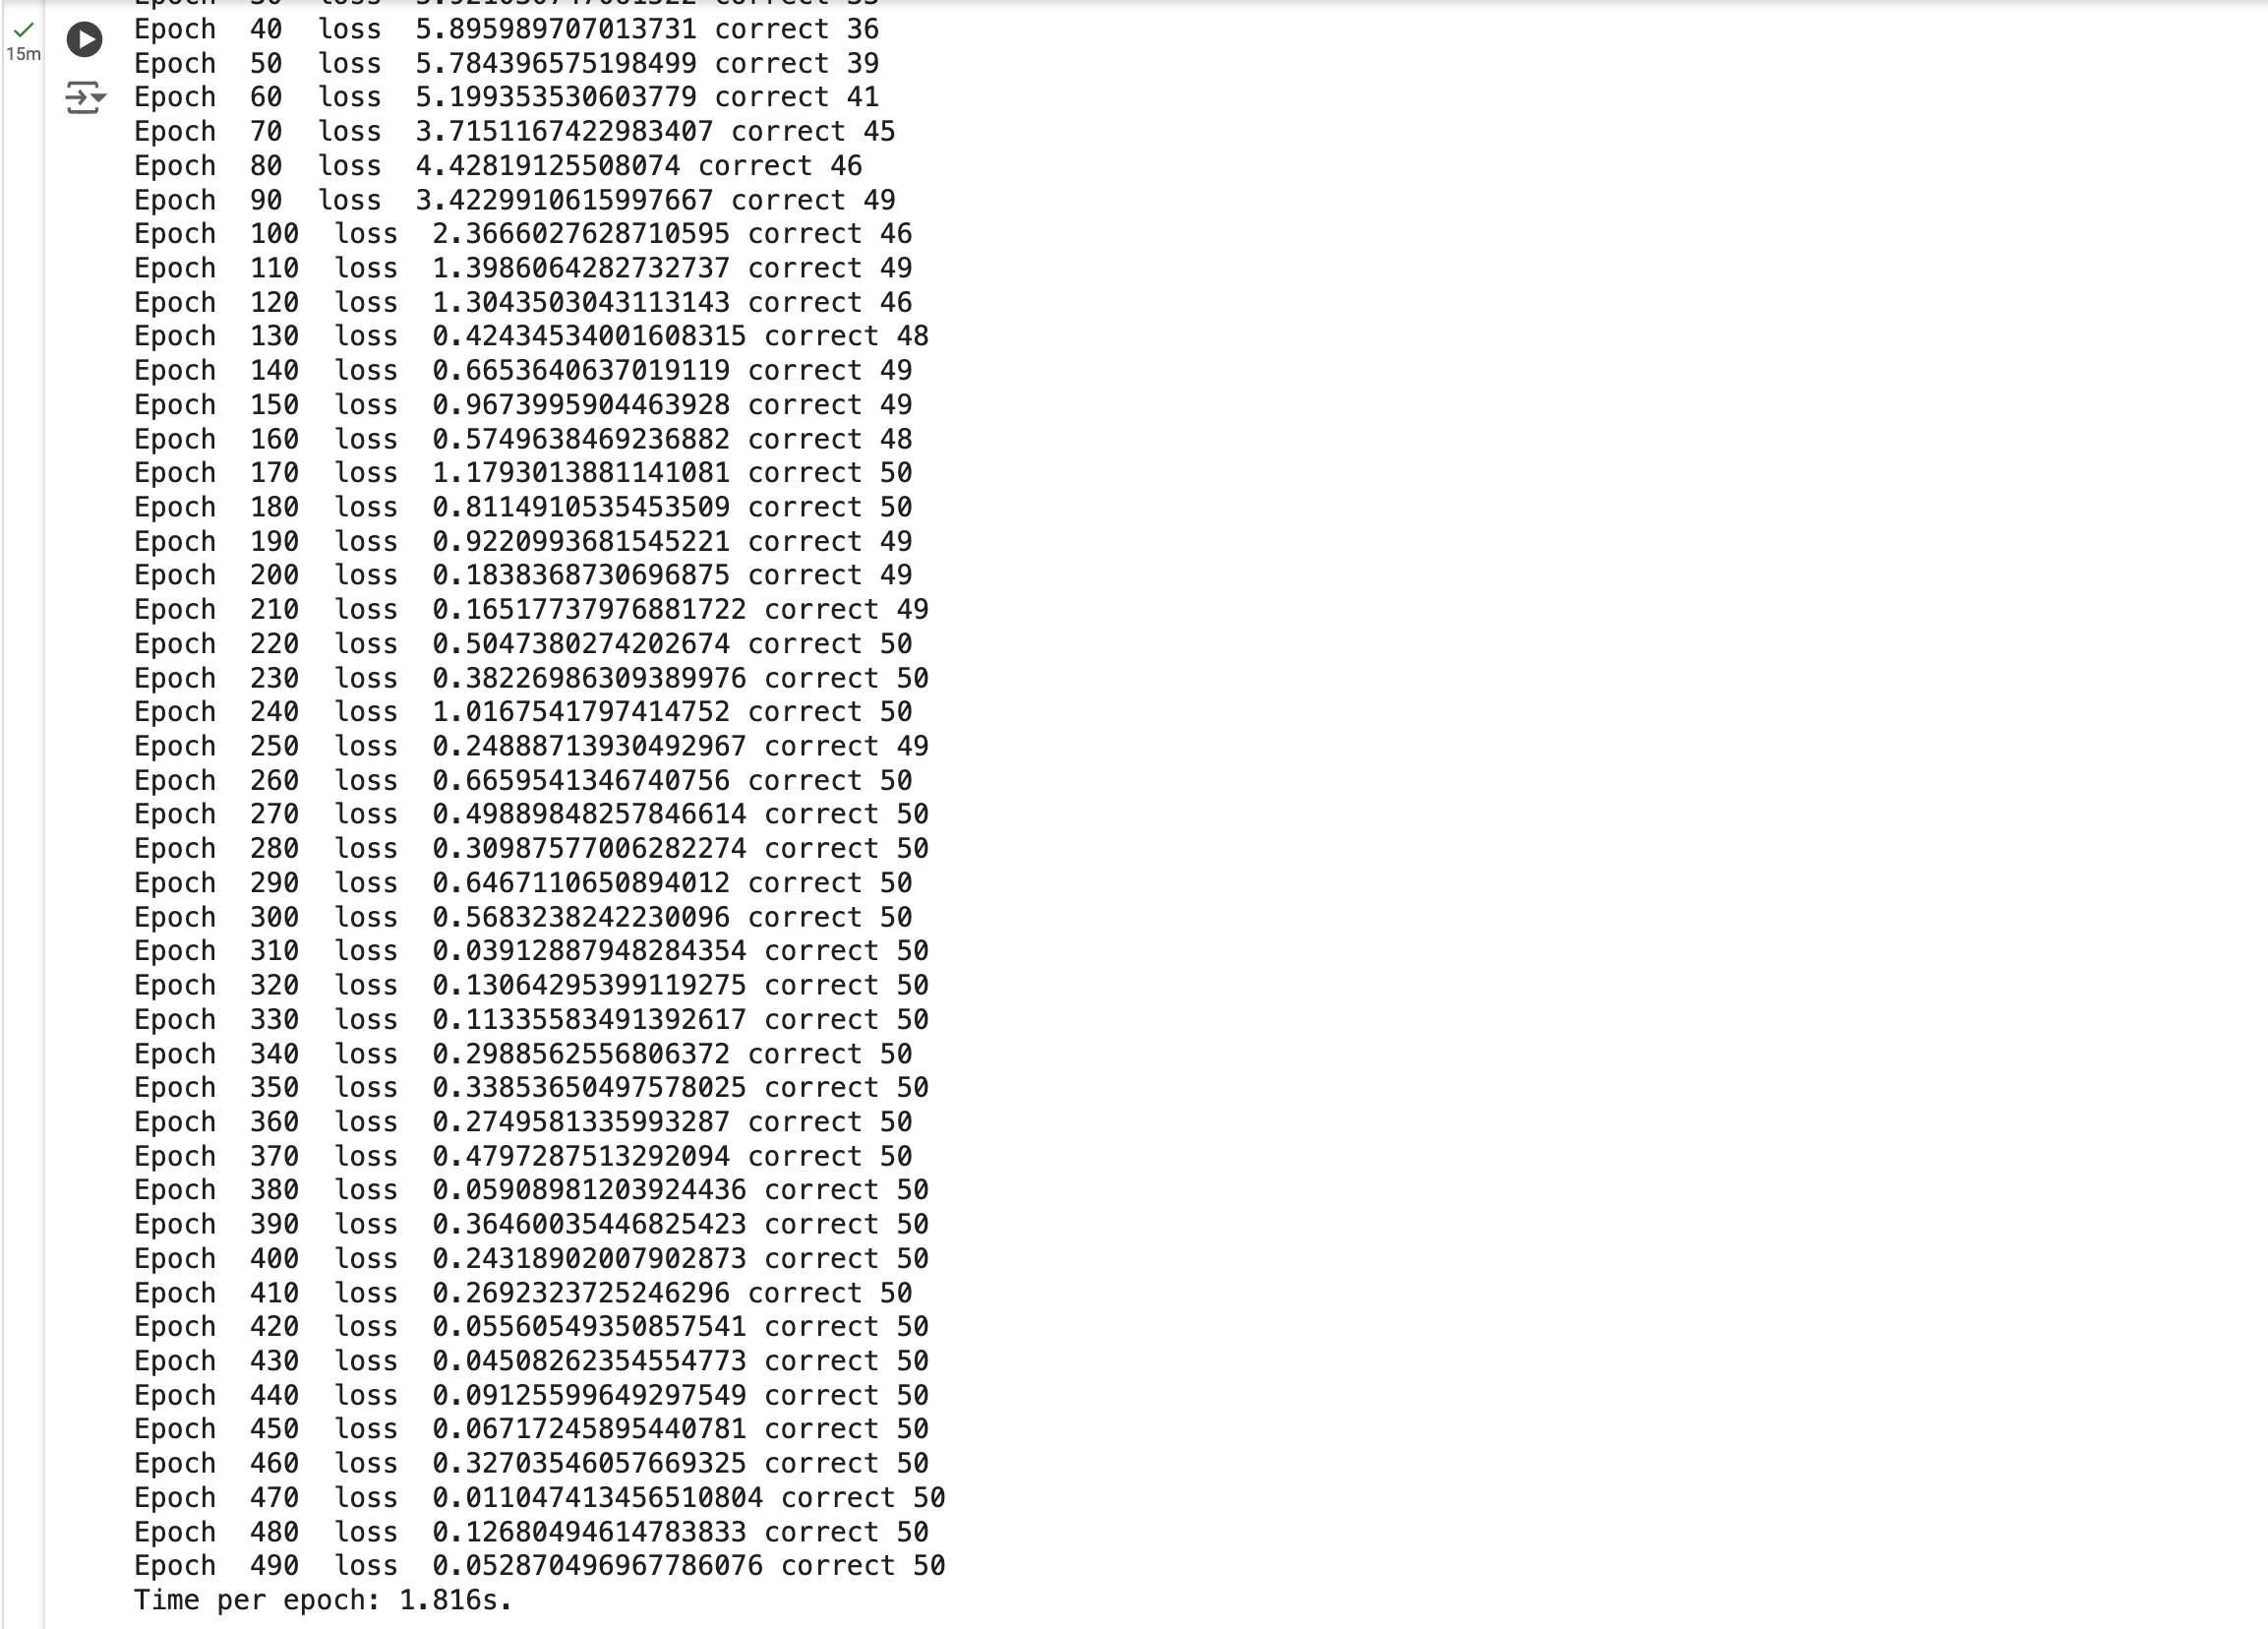 Epoch  40  loss  5.895989707013731 correct 36
15m
Epoch  50  loss  5.784396575198499 correct 39
Epoch  60  loss  5.199353530603779 correct 41
Epoch  70  loss  3.7151167422983407 correct 45
Epoch  80  loss  4.42819125508074 correct 46
Epoch  90  loss  3.4229910615997667 correct 49
Epoch  100  loss  2.3666027628710595 correct 46
Epoch  110  loss  1.3986064282732737 correct 49
Epoch  120  loss  1.3043503043113143 correct 46
Epoch  130  loss  0.42434534001608315 correct 48
Epoch  140  loss  0.6653640637019119 correct 49
Epoch  150  loss  0.9673995904463928 correct 49
Epoch  160  loss  0.5749638469236882 correct 48
Epoch  170  loss  1.1793013881141081 correct 50
Epoch  180  loss  0.8114910535453509 correct 50
Epoch  190  loss  0.9220993681545221 correct 49
Epoch  200  loss  0.1838368730696875 correct 49
Epoch  210  loss  0.16517737976881722 correct 49
Epoch  220  loss  0.5047380274202674 correct 50
Epoch  230  loss  0.38226986309389976 correct 50
Epoch  240  loss  1.0167541797414752 correct 50
Epoch  250  loss  0.24888713930492967 correct 49
Epoch  260  loss  0.6659541346740756 correct 50
Epoch  270  loss  0.49889848257846614 correct 50
Epoch  280  loss  0.30987577006282274 correct 50
Epoch  290  loss  0.6467110650894012 correct 50
Epoch  300  loss  0.5683238242230096 correct 50
Epoch  310  loss  0.03912887948284354 correct 50
Epoch  320  loss  0.13064295399119275 correct 50
Epoch  330  loss  0.11335583491392617 correct 50
Epoch  340  loss  0.2988562556806372 correct 50
Epoch  350  loss  0.33853650497578025 correct 50
Epoch  360  loss  0.2749581335993287 correct 50
Epoch  370  loss  0.4797287513292094 correct 50
Epoch  380  loss  0.05908981203924436 correct 50
Epoch  390  loss  0.36460035446825423 correct 50
Epoch  400  loss  0.24318902007902873 correct 50
Epoch  410  loss  0.2692323725246296 correct 50
Epoch  420  loss  0.05560549350857541 correct 50
Epoch  430  loss  0.04508262354554773 correct 50
Epoch  440  loss  0.09125599649297549 correct 50
Epoch  450  loss  0.06717245895440781 correct 50
Epoch  460  loss  0.32703546057669325 correct 50
Epoch  470  loss  0.011047413456510804 correct 50
Epoch  480  loss  0.12680494614783833 correct 50
Epoch  490  loss  0.052870496967786076 correct 50
Time per epoch: 1.816s.